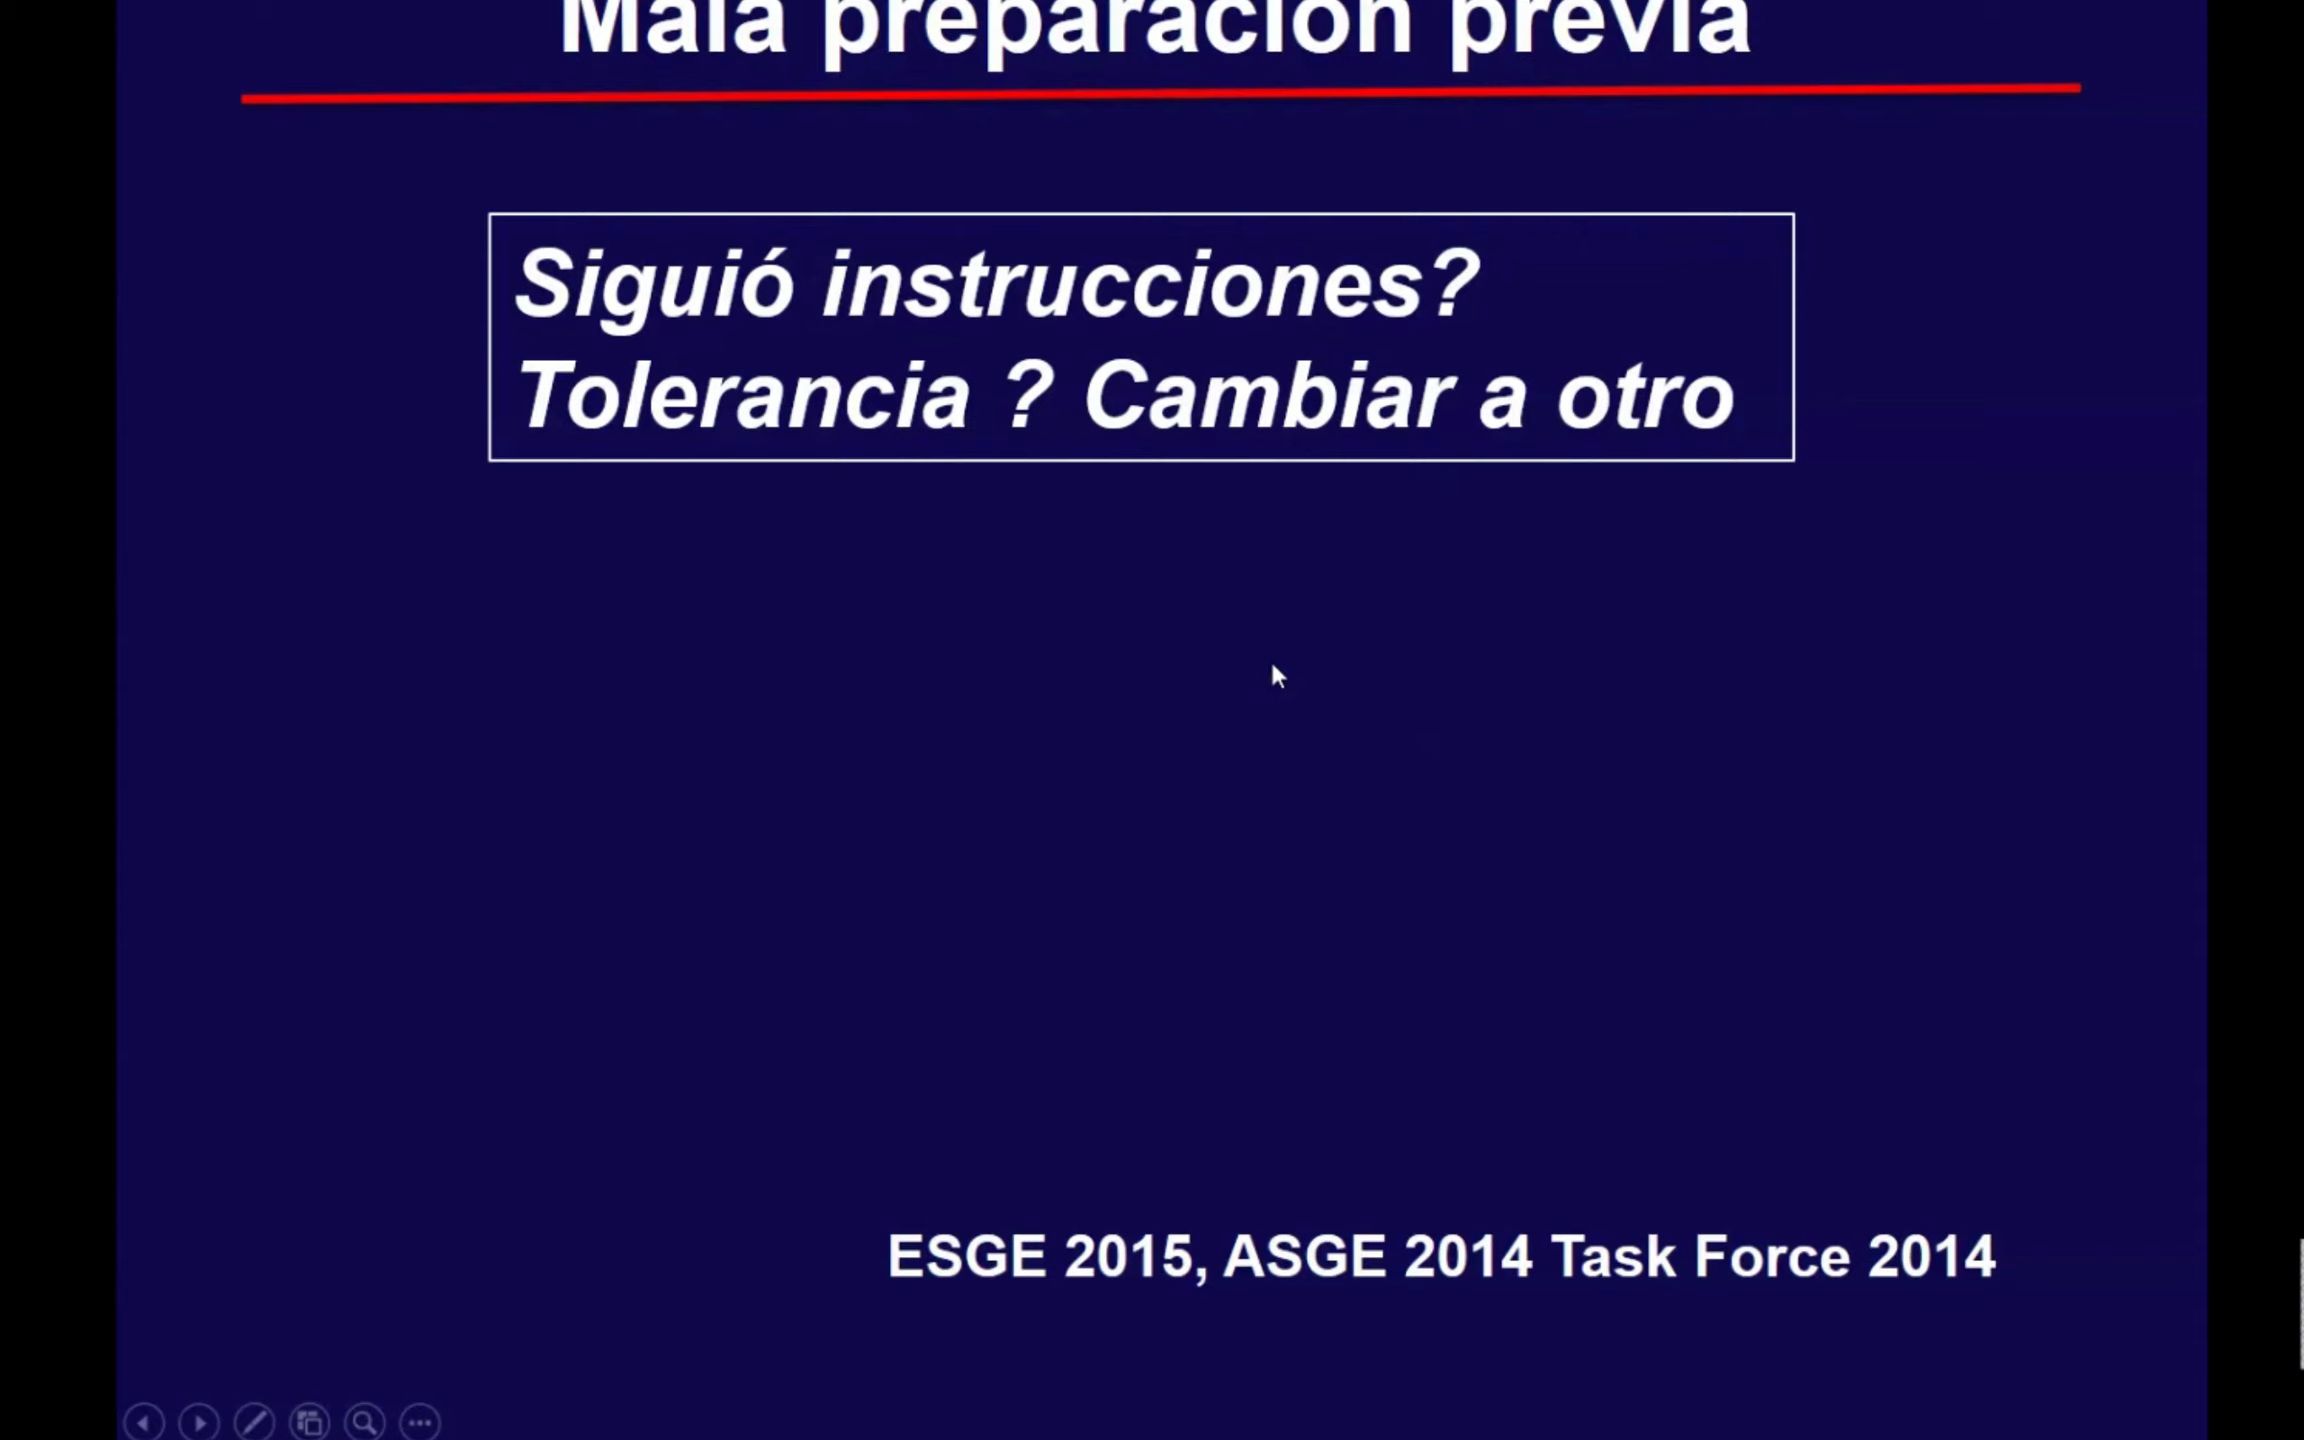 Mala preparación previa
Siguió instrucciones?
Tolerancia ? Cambiar a otro
ESGE 2015, ASGE 2014 Task Force 2014